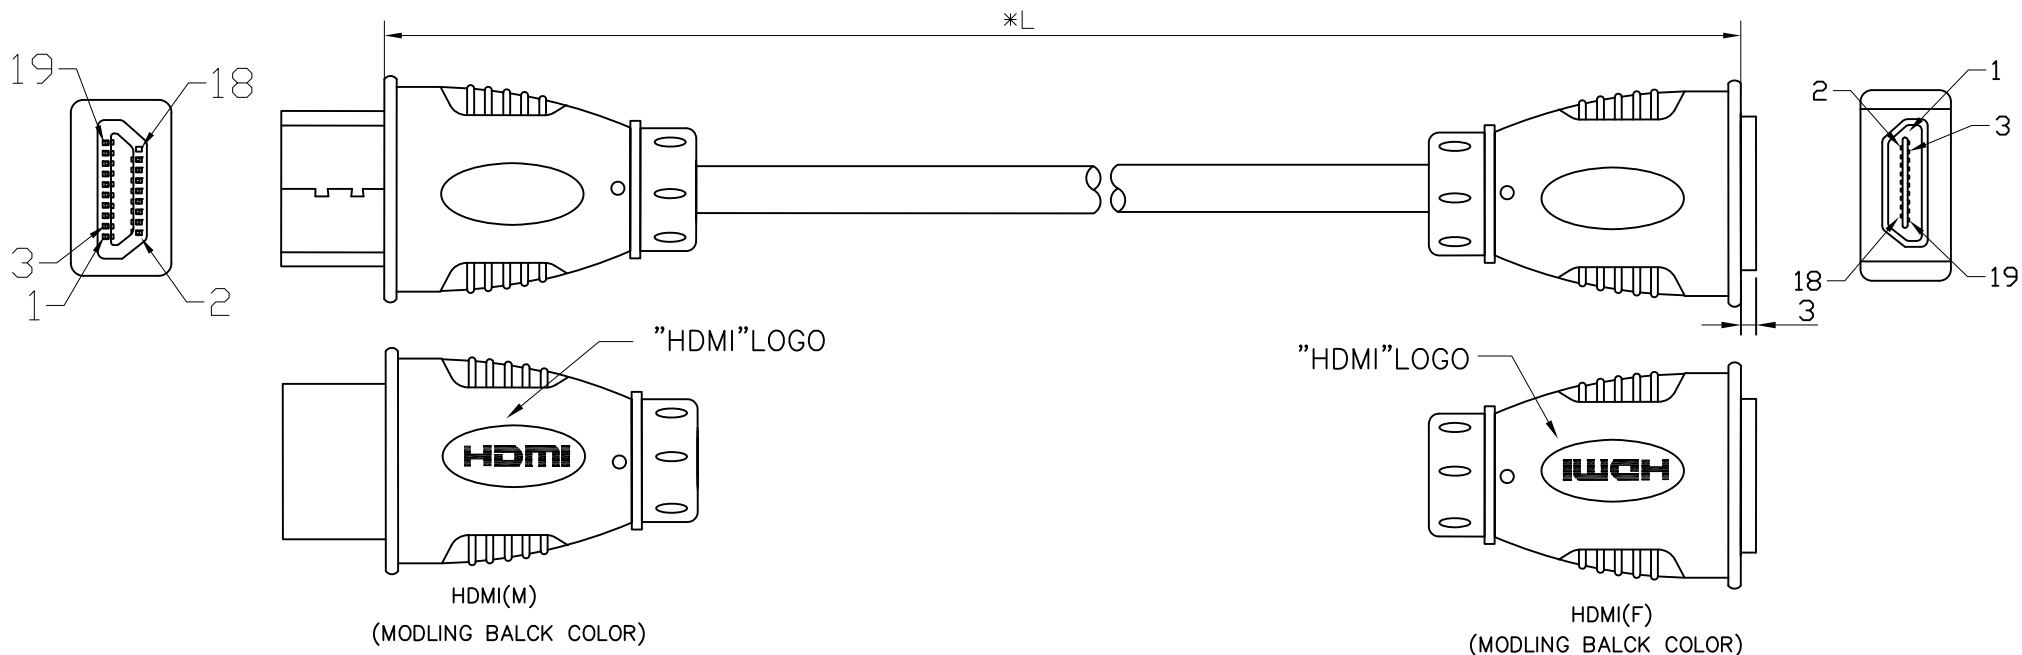 *L
19
18
3
1
2
1
2
3
18
19
3
"HDMI"LOGO
"HDMI"LOGO
HDMI
HDMI
HDMI(M)
(MODLING BALCK COLOR)
HDMI(F)
(MODLING BALCK COLOR)